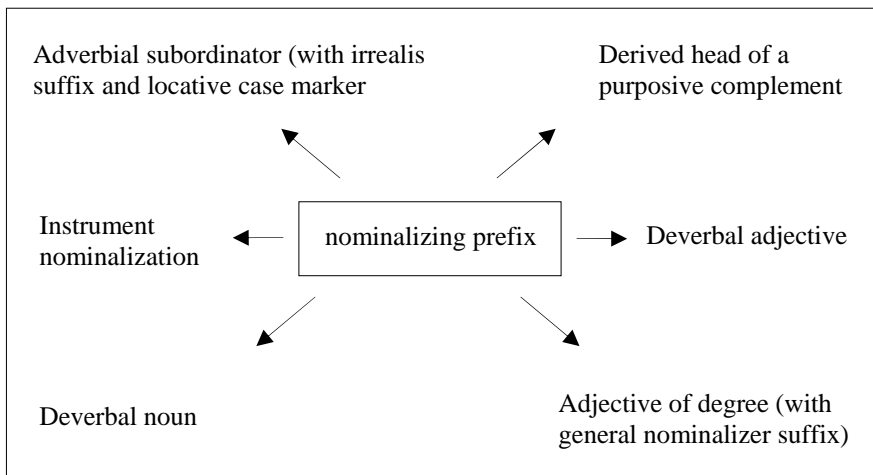 Adverbial subordinator (with irrealis
suffix and locative case marker
Derived head of a
purposive complement
Instrument
nominalization
nominalizing prefix
Deverbal adjective
Deverbal noun
Adjective of degree (with
general nominalizer suffix)